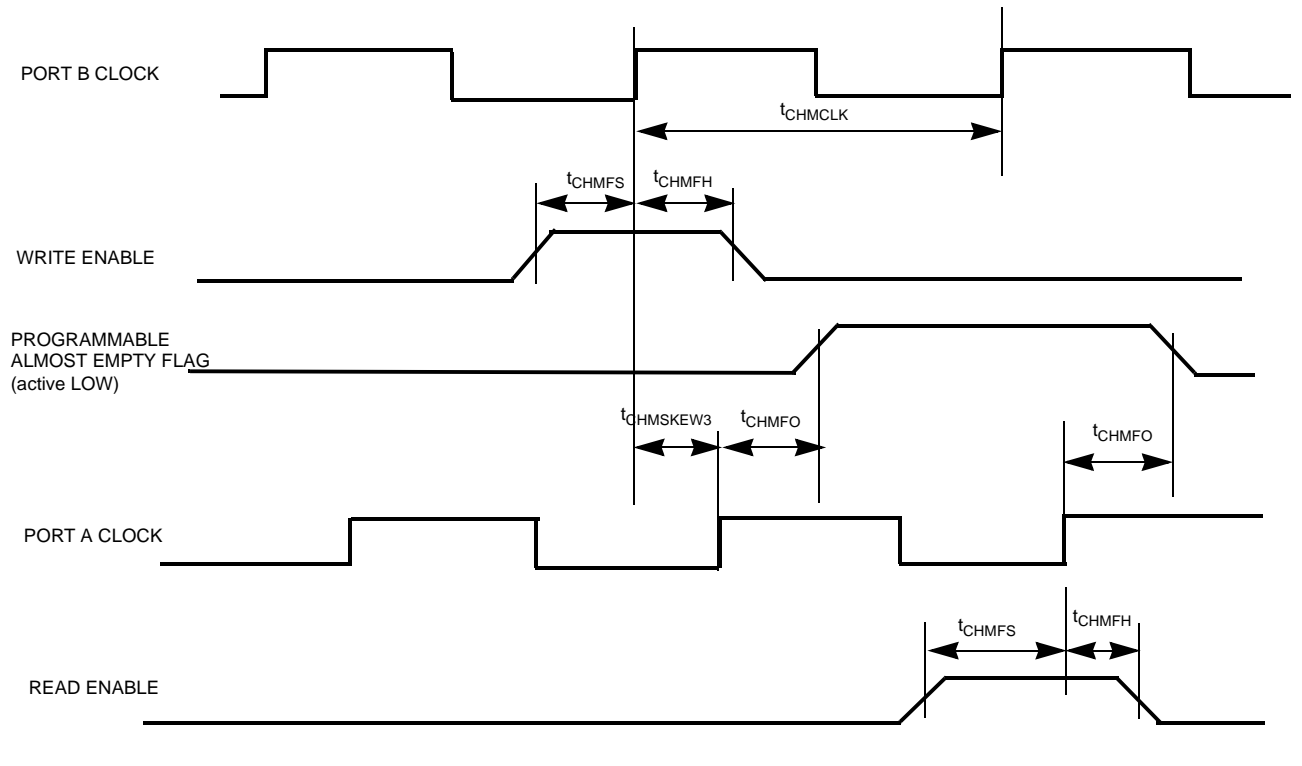 PORT B CLOCK
tCHMCLK
tCHMFS
tCHMFH
WRITE ENABLE
PROGRAMMABLE
ALMOST EMPTY FLAG
(active LOW)
tCHMSKEW3
tCHMFO
tCHMFO
PORT A CLOCK
tCHMFS
tCHMFH
READ ENABLE